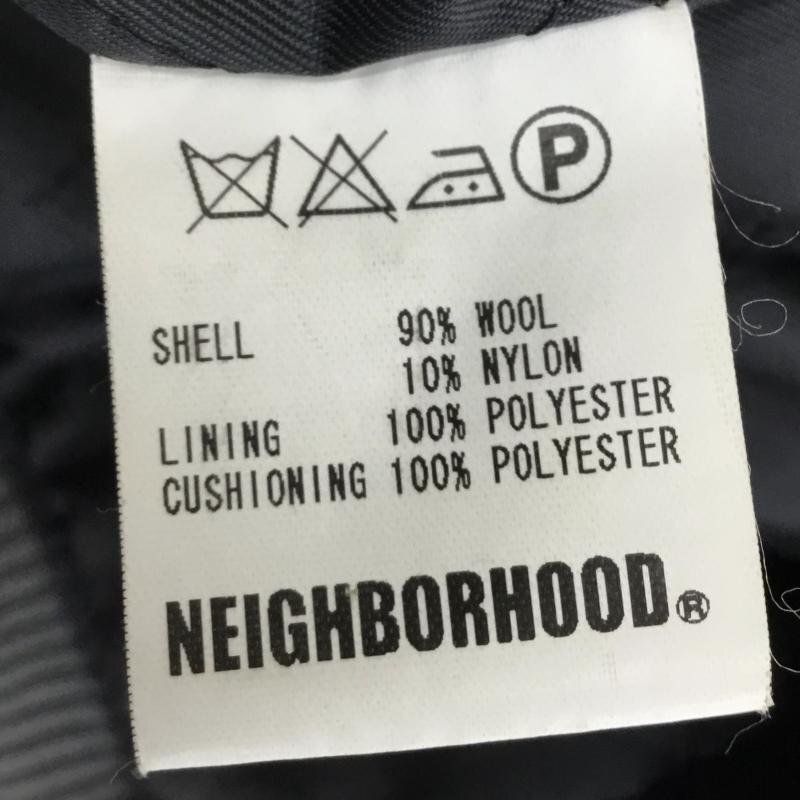 P
SHELL 90% WOOL
10% NYLON
LINING 100% POLYESTER
CUSHIONING 100% POLYESTER
NEIGHBORHOOD®